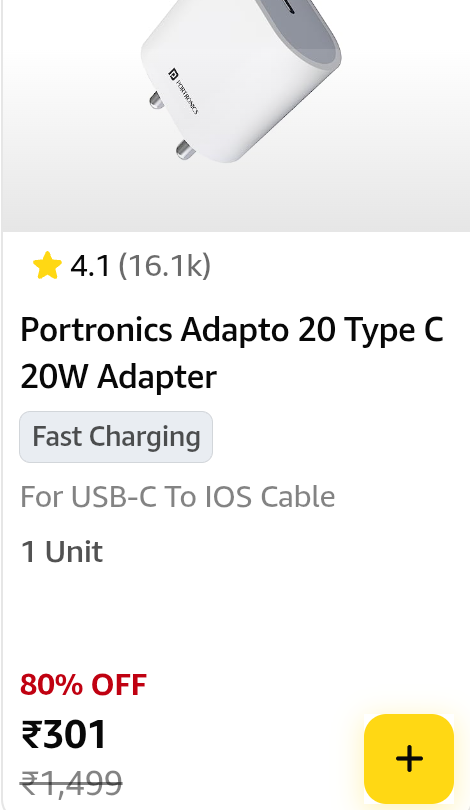 PORTRONICS
4.1 (16.1k)
Portronics Adapto 20 Type C
20W Adapter
Fast Charging
For USB-C To IOS Cable
1 Unit
80% OFF
₹301
+
₹1,499